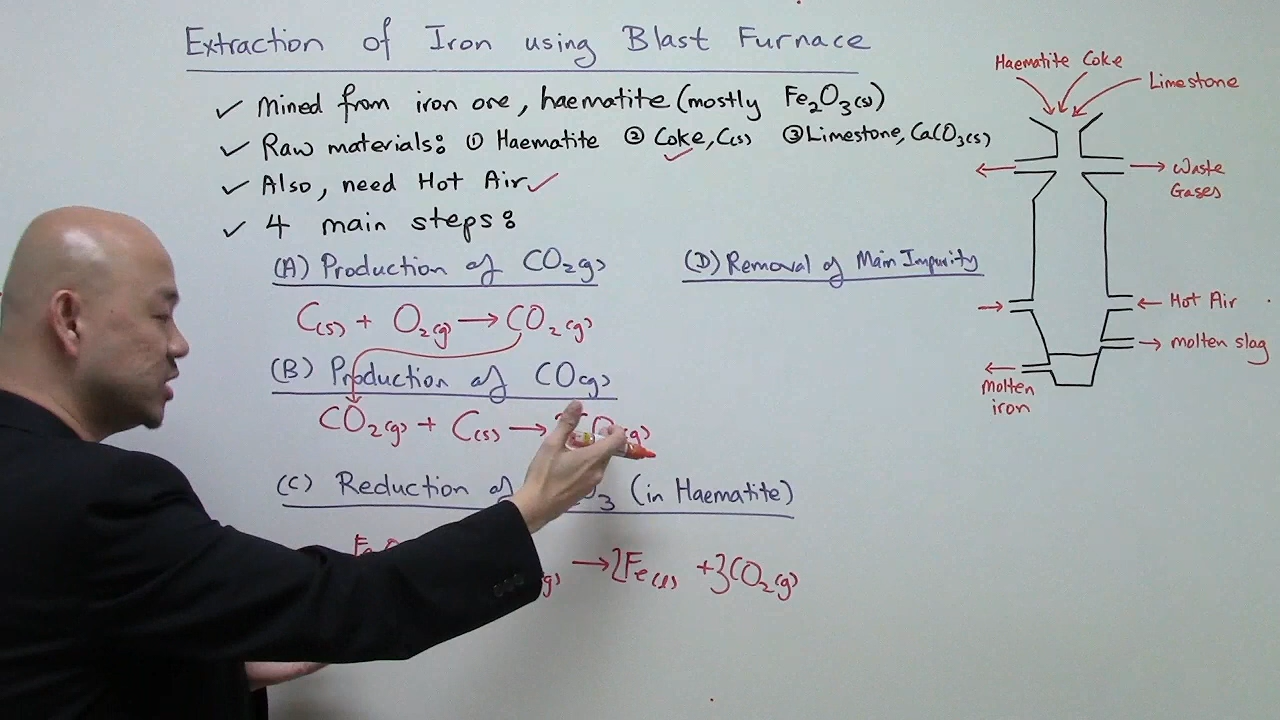 Extraction of Iron using Blast Furnace
✓ Mined from iron ore, haematite (mostly Fe₂O₃(s))
✓ Raw materials: ① Haematite ② Coke, C(s) ③ Limestone, CaCO₃(s)
✓ Also, need Hot Air ✓
✓ 4 main steps:
(A) Production of CO₂(g)
C(s) + O₂(g) → CO₂(g)
(B) Production of CO(g)
CO₂(g) + C(s) → O(g)
(C) Reduction of O₃ (in Haematite)
Fe (g) → 2Fe(l) + 3CO₂(g)
(D) Removal of Main Impurity
Haematite Coke
Limestone
Waste
Gases
Hot Air
molten slag
Molten
iron